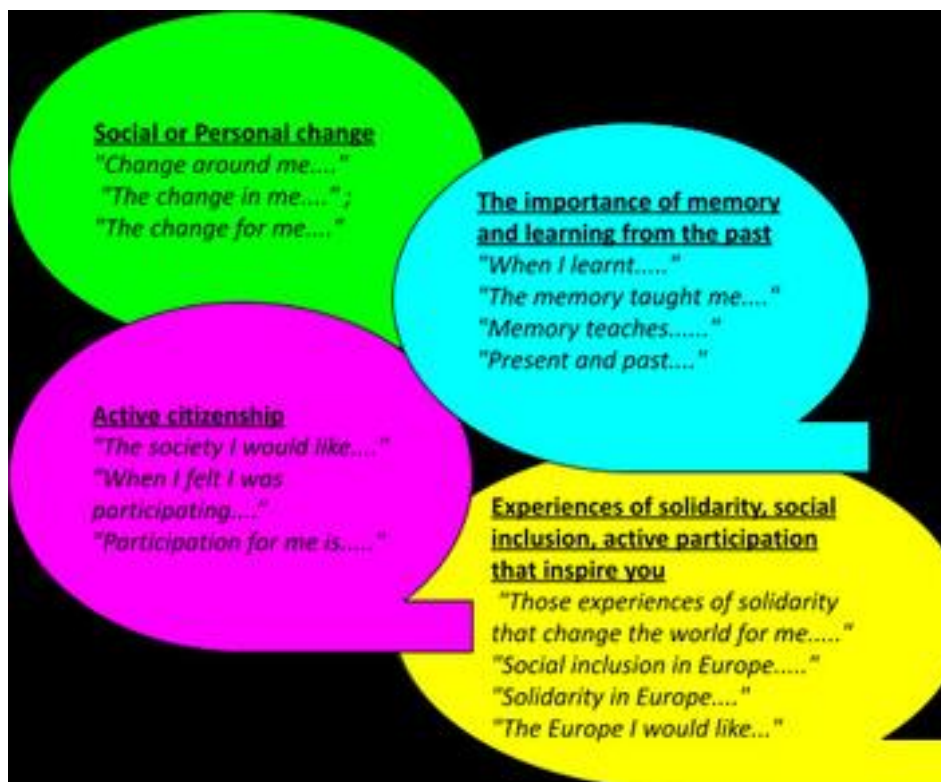 Social or Personal change
"Change around me...."
"The change in me...." ;
"The change for me...."
The importance of memory
and learning from the past
"When I learnt....."
"The memory taught me...."
"Memory teaches......"
"Present and past...."
Active citizenship
"The society I would like...."
"When I felt I was
participating...."
"Participation for me is....."
Experiences of solidarity, social
inclusion, active participation
that inspire you
"Those experiences of solidarity
that change the world for me....."
"Social inclusion in Europe....."
"Solidarity in Europe...."
"The Europe I would like..."